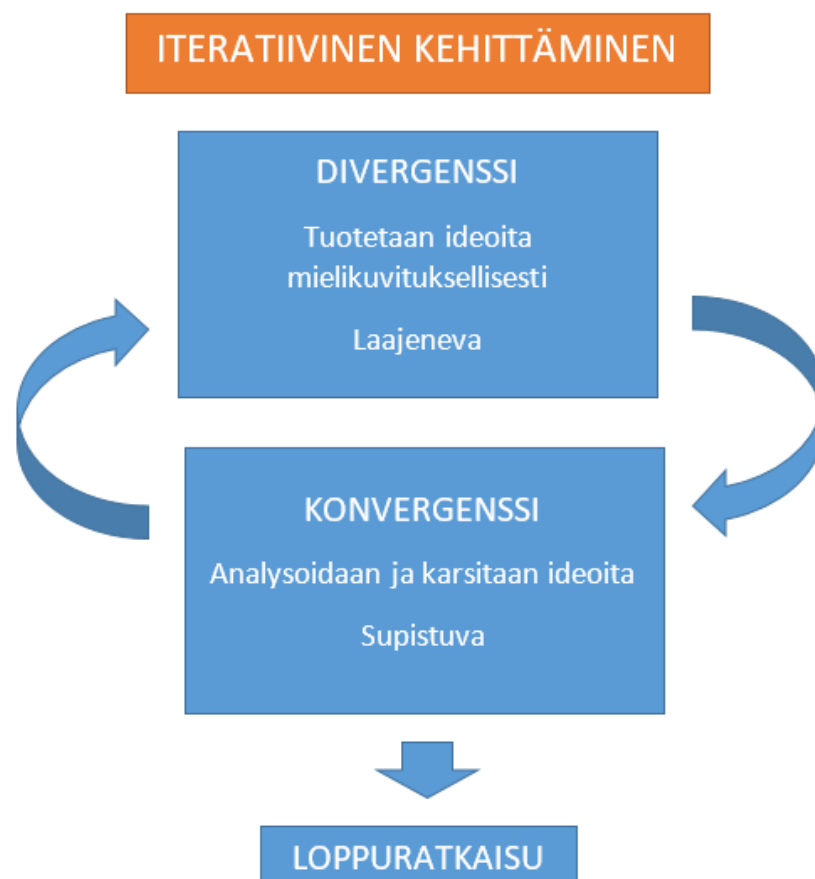 ITERATIIVINEN KEHITTÄMINEN
DIVERGENSSI
Tuotetaan ideoita
mielikuvituksellisesti
Laajeneva
KONVERGENSSI
Analysoidaan ja karsitaan ideoita
Supistuva
LOPPURATKAISU